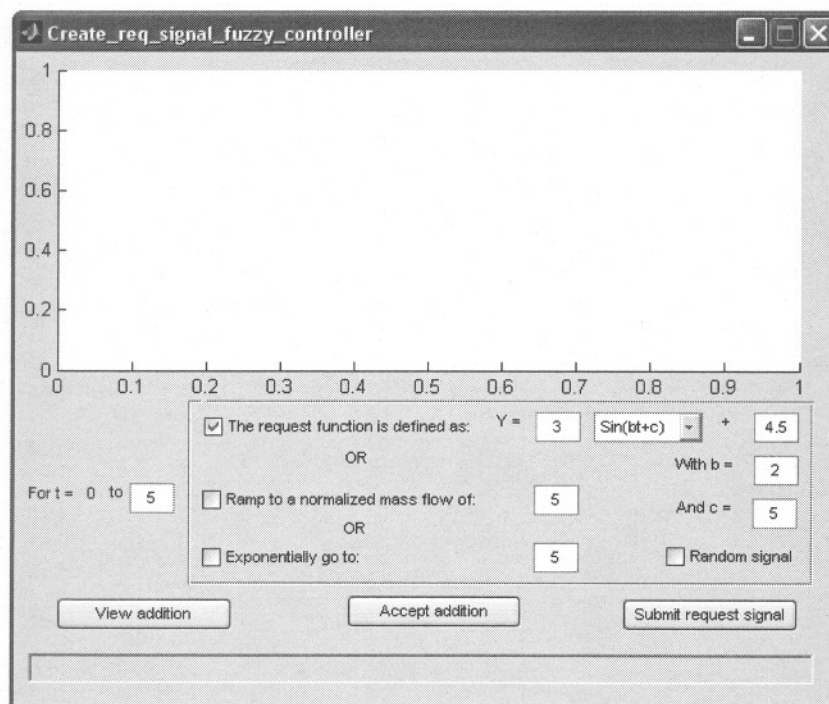 Create_req_signal_fuzzy_controller
1
0.8
0.6
0.4
0.2
0
0 0.1 0.2 0.3 0.4 0.5 0.6 0.7 0.8 0.9 1
The request function is defined as: Y = 3 Sin(bt+c) + 4.5
OR
With b = 2
For t = 0 to 5
Ramp to a normalized mass flow of: 5
And c = 5
OR
Exponentially go to: 5
Random signal
View addition Accept addition Submit request signal